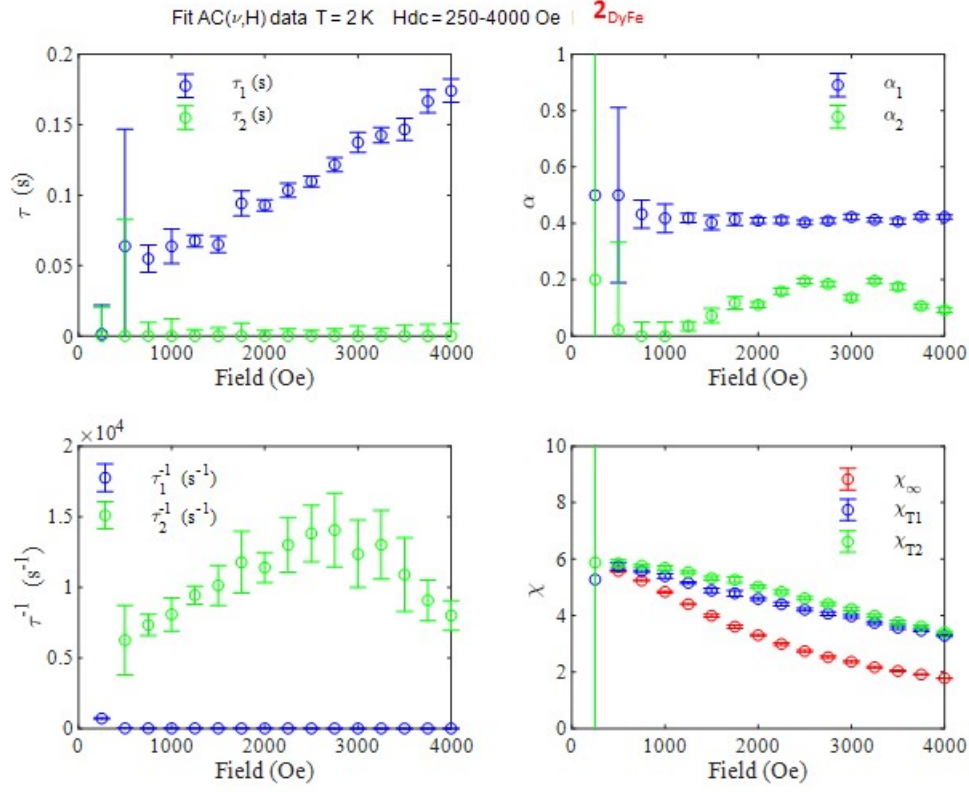 Fit AC(ν,H) data T = 2 K Hdc = 250-4000 Oe | 2DyFe
0.2
0.15
0.1
0.05
0
τ (s)
τ1 (s)
τ2 (s)
0 1000 2000 3000 4000
Field (Oe)
1
0.8
0.6
0.4
0.2
0
α
α1
α2
0 1000 2000 3000 4000
Field (Oe)
×10⁴
2
1.5
1
0.5
0
τ⁻¹ (s⁻¹)
τ1⁻¹ (s⁻¹)
τ2⁻¹ (s⁻¹)
0 1000 2000 3000 4000
Field (Oe)
10
8
6
4
2
0
χ
χ∞
χT1
χT2
0 1000 2000 3000 4000
Field (Oe)